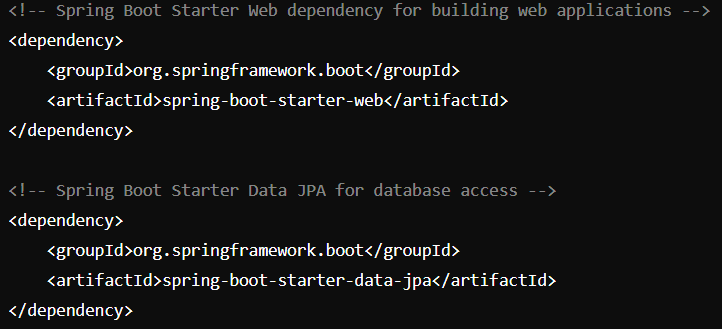 <!-- Spring Boot Starter Web dependency for building web applications -->
<dependency>
    <groupId>org.springframework.boot</groupId>
    <artifactId>spring-boot-starter-web</artifactId>
</dependency>

<!-- Spring Boot Starter Data JPA for database access -->
<dependency>
    <groupId>org.springframework.boot</groupId>
    <artifactId>spring-boot-starter-data-jpa</artifactId>
</dependency>